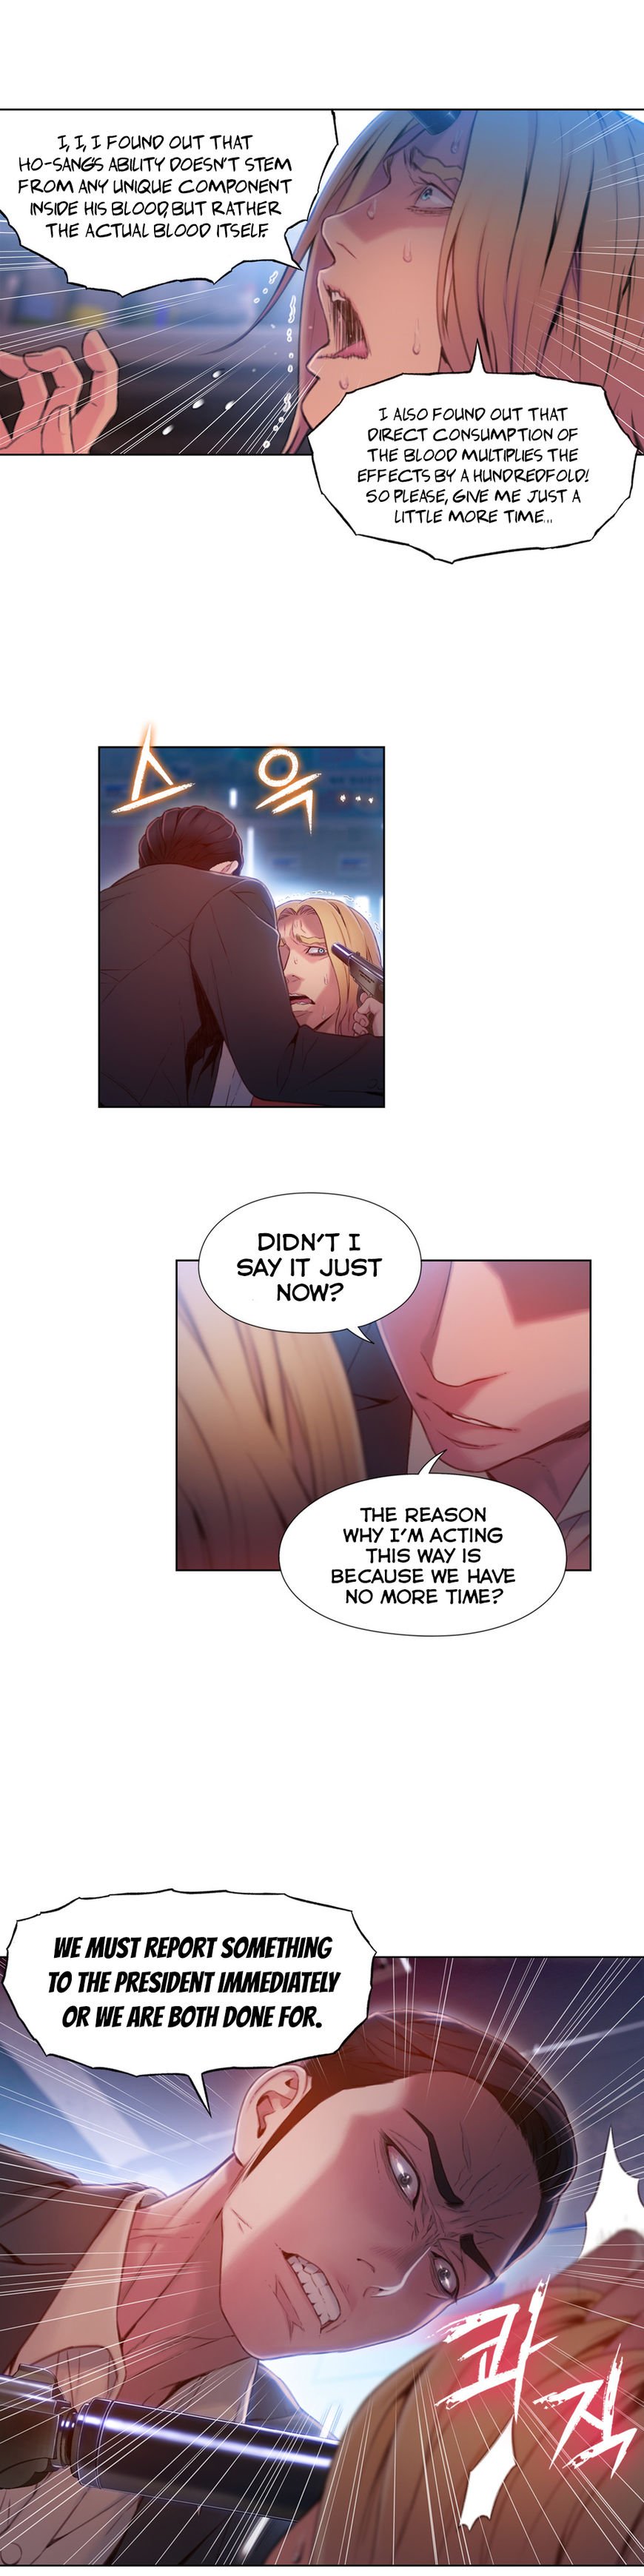 I, I, I FOUND OUT THAT
HO-SANG'S ABILITY DOESN'T STEM
FROM ANY UNIQUE COMPONENT
INSIDE HIS BLOOD, BUT RATHER
THE ACTUAL BLOOD ITSELF.
I ALSO FOUND OUT THAT
DIRECT CONSUMPTION OF
THE BLOOD MULTIPLIES THE
EFFECTS BY A HUNDREDFOLD!
SO PLEASE, GIVE ME JUST A
LITTLE MORE TIME...
스윽...
DIDN'T I
SAY IT JUST
NOW?
THE REASON
WHY I'M ACTING
THIS WAY IS
BECAUSE WE HAVE
NO MORE TIME?
WE MUST REPORT SOMETHING
TO THE PRESIDENT IMMEDIATELY
OR WE ARE BOTH DONE FOR.
콰직